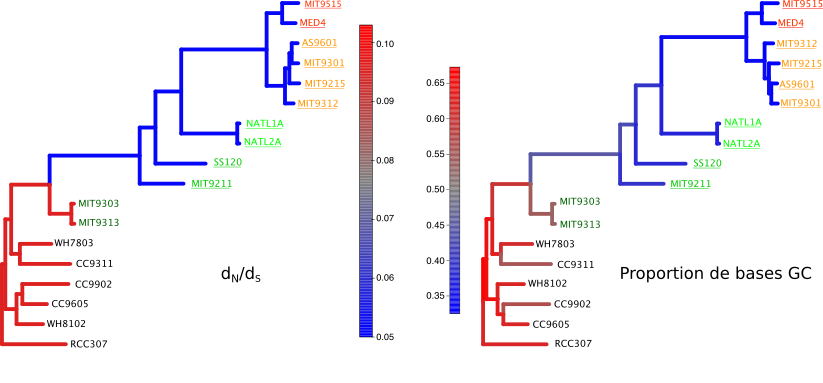 MIT9515
MED4
AS9601
MIT9301
MIT9215
MIT9312
NATL1A
NATL2A
SS120
MIT9211
MIT9303
MIT9313
WH7803
CC9311
CC9902
CC9605
WH8102
RCC307
dN/dS
0.10
0.09
0.08
0.07
0.06
0.05
MIT9515
MED4
MIT9312
MIT9215
AS9601
MIT9301
NATL1A
NATL2A
SS120
MIT9211
MIT9303
MIT9313
WH7803
CC9311
WH8102
CC9902
CC9605
RCC307
0.65
0.60
0.55
0.50
0.45
0.40
0.35
Proportion de bases GC